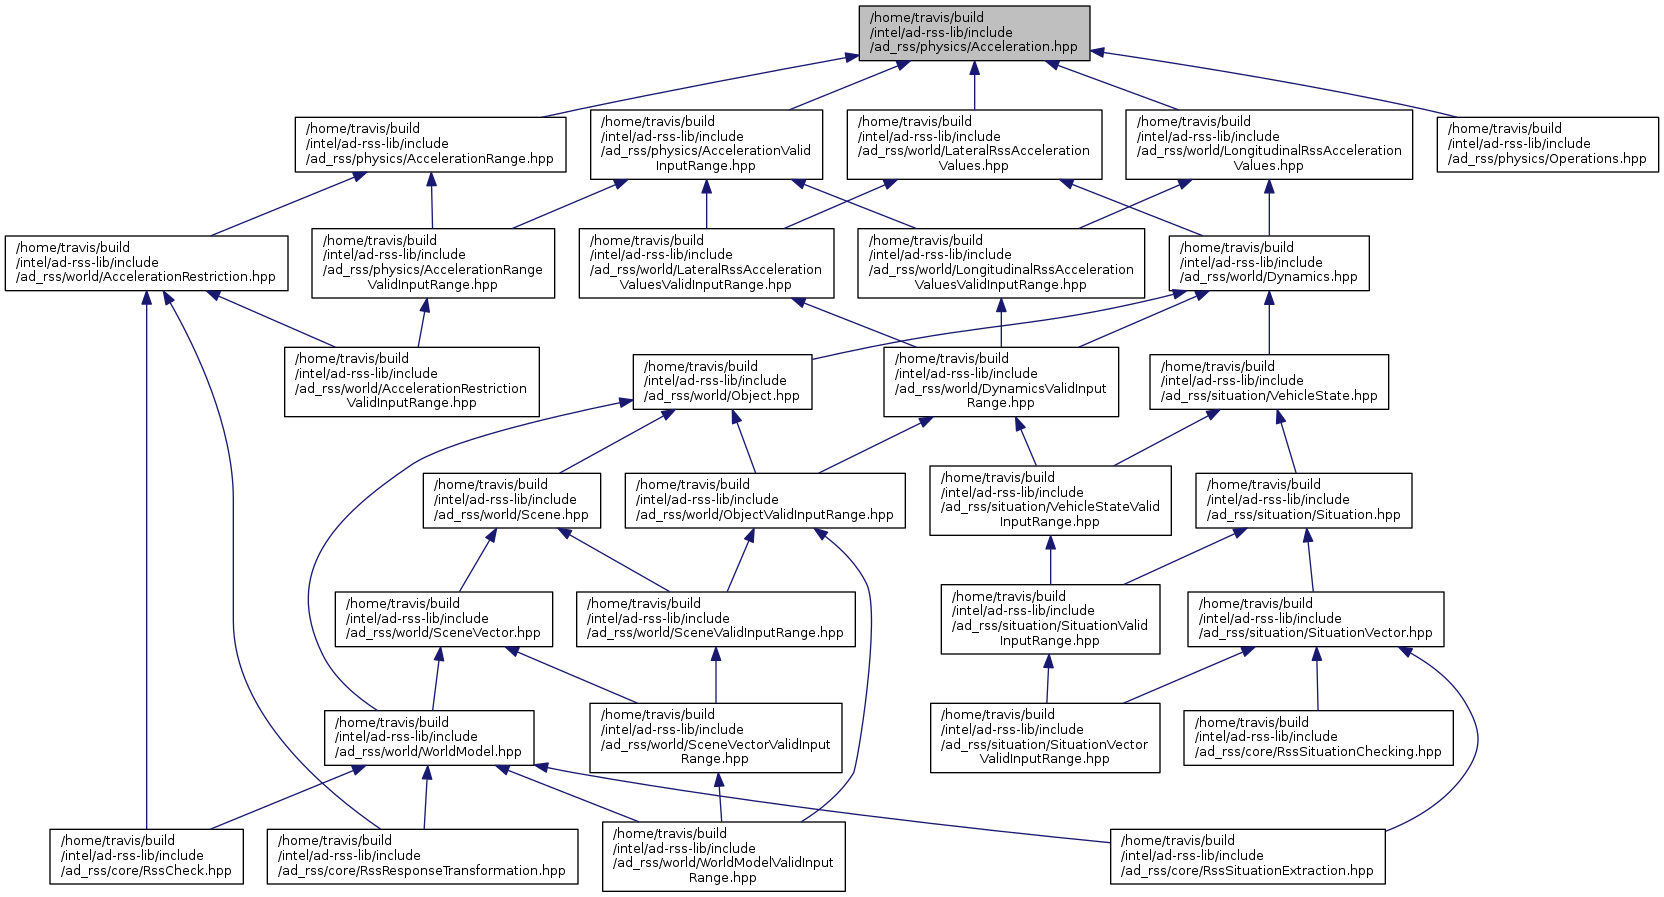 /home/travis/build
/intel/ad-rss-lib/include
/ad_rss/physics/Acceleration.hpp
/home/travis/build
/intel/ad-rss-lib/include
/ad_rss/physics/AccelerationRange.hpp
/home/travis/build
/intel/ad-rss-lib/include
/ad_rss/physics/AccelerationValid
InputRange.hpp
/home/travis/build
/intel/ad-rss-lib/include
/ad_rss/world/LateralRssAcceleration
Values.hpp
/home/travis/build
/intel/ad-rss-lib/include
/ad_rss/world/LongitudinalRssAcceleration
Values.hpp
/home/travis/build
/intel/ad-rss-lib/include
/ad_rss/physics/Operations.hpp
/home/travis/build
/intel/ad-rss-lib/include
/ad_rss/world/AccelerationRestriction.hpp
/home/travis/build
/intel/ad-rss-lib/include
/ad_rss/physics/AccelerationRange
ValidInputRange.hpp
/home/travis/build
/intel/ad-rss-lib/include
/ad_rss/world/LateralRssAcceleration
ValuesValidInputRange.hpp
/home/travis/build
/intel/ad-rss-lib/include
/ad_rss/world/LongitudinalRssAcceleration
ValuesValidInputRange.hpp
/home/travis/build
/intel/ad-rss-lib/include
/ad_rss/world/Dynamics.hpp
/home/travis/build
/intel/ad-rss-lib/include
/ad_rss/world/AccelerationRestriction
ValidInputRange.hpp
/home/travis/build
/intel/ad-rss-lib/include
/ad_rss/world/Object.hpp
/home/travis/build
/intel/ad-rss-lib/include
/ad_rss/world/DynamicsValidInput
Range.hpp
/home/travis/build
/intel/ad-rss-lib/include
/ad_rss/situation/VehicleState.hpp
/home/travis/build
/intel/ad-rss-lib/include
/ad_rss/world/Scene.hpp
/home/travis/build
/intel/ad-rss-lib/include
/ad_rss/world/ObjectValidInputRange.hpp
/home/travis/build
/intel/ad-rss-lib/include
/ad_rss/situation/VehicleStateValid
InputRange.hpp
/home/travis/build
/intel/ad-rss-lib/include
/ad_rss/situation/Situation.hpp
/home/travis/build
/intel/ad-rss-lib/include
/ad_rss/world/SceneVector.hpp
/home/travis/build
/intel/ad-rss-lib/include
/ad_rss/world/SceneValidInputRange.hpp
/home/travis/build
/intel/ad-rss-lib/include
/ad_rss/situation/SituationValid
InputRange.hpp
/home/travis/build
/intel/ad-rss-lib/include
/ad_rss/situation/SituationVector.hpp
/home/travis/build
/intel/ad-rss-lib/include
/ad_rss/world/WorldModel.hpp
/home/travis/build
/intel/ad-rss-lib/include
/ad_rss/world/SceneVectorValidInput
Range.hpp
/home/travis/build
/intel/ad-rss-lib/include
/ad_rss/situation/SituationVector
ValidInputRange.hpp
/home/travis/build
/intel/ad-rss-lib/include
/ad_rss/core/RssSituationChecking.hpp
/home/travis/build
/intel/ad-rss-lib/include
/ad_rss/core/RssCheck.hpp
/home/travis/build
/intel/ad-rss-lib/include
/ad_rss/core/RssResponseTransformation.hpp
/home/travis/build
/intel/ad-rss-lib/include
/ad_rss/world/WorldModelValidInput
Range.hpp
/home/travis/build
/intel/ad-rss-lib/include
/ad_rss/core/RssSituationExtraction.hpp